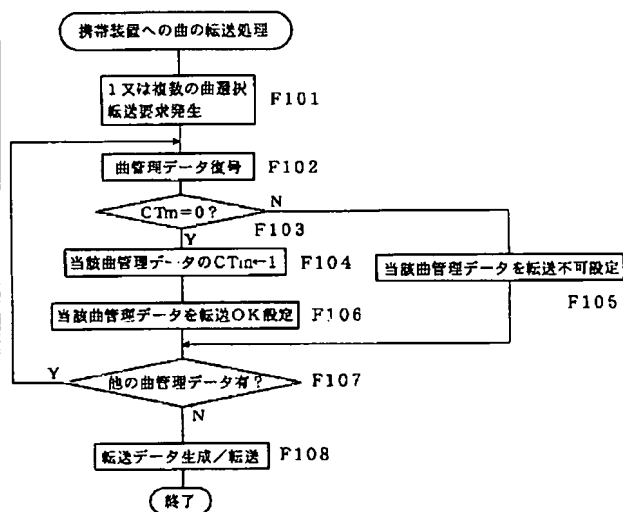 携帯装置への曲の転送処理
1又は複数の曲選択
転送要求発生
F101
曲管理データ復号
F102
CTm=0?
N
F103
Y
当該曲管理データのCTm←1
F104
当該曲管理データを転送不可設定
F105
当該曲管理データを転送OK設定
F106
Y
他の曲管理データ有?
F107
N
転送データ生成/転送
F108
終了